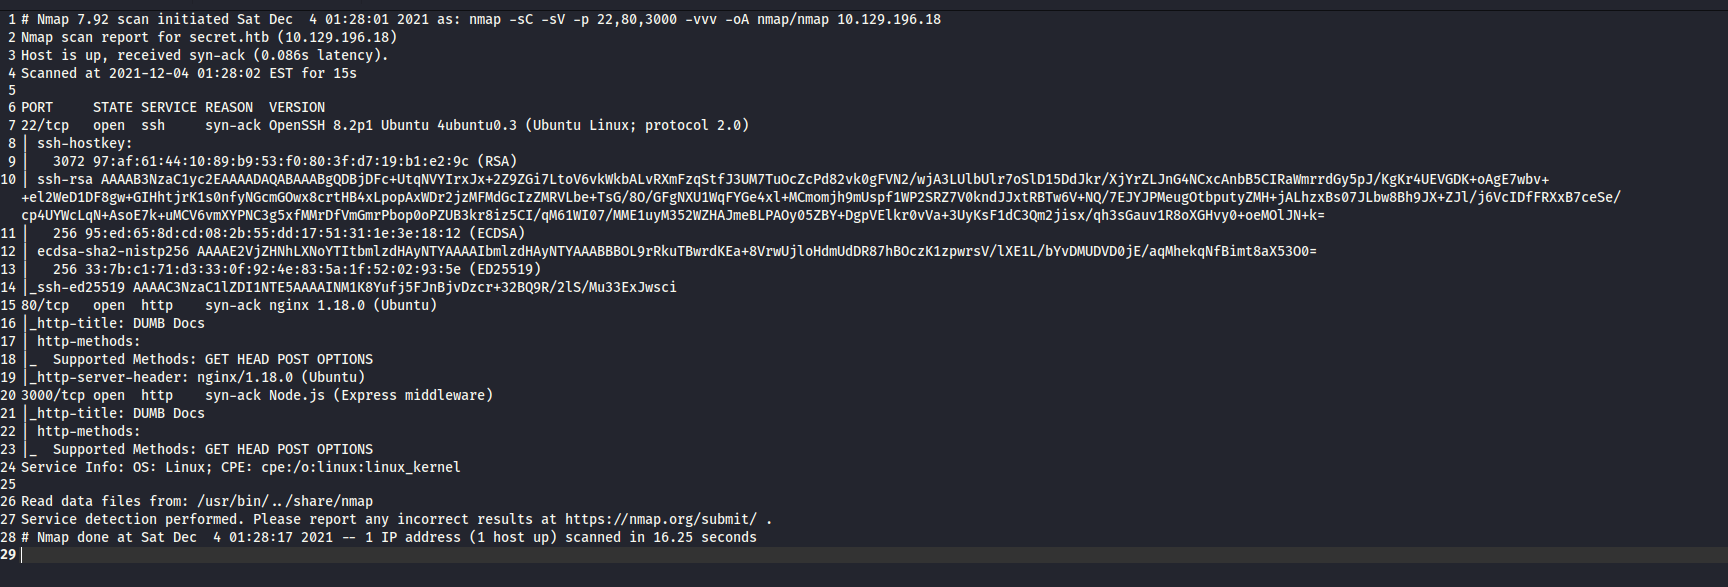 1 # Nmap 7.92 scan initiated Sat Dec  4 01:28:01 2021 as: nmap -sC -sV -p 22,80,3000 -vvv -oA nmap/nmap 10.129.196.18
2 Nmap scan report for secret.htb (10.129.196.18)
3 Host is up, received syn-ack (0.086s latency).
4 Scanned at 2021-12-04 01:28:02 EST for 15s
5
6 PORT     STATE SERVICE REASON  VERSION
7 22/tcp   open  ssh     syn-ack OpenSSH 8.2p1 Ubuntu 4ubuntu0.3 (Ubuntu Linux; protocol 2.0)
8 | ssh-hostkey:
9 |   3072 97:af:61:44:10:89:b9:53:f0:80:3f:d7:19:b1:e2:9c (RSA)
10 | ssh-rsa AAAAB3NzaC1yc2EAAAADAQABAAABgQDBjDFc+UtqNVYIrxJx+2Z9ZGi7LtoV6vkWkbALvRXmFzqStfJ3UM7TuOcZcPd82vk0gFVN2/wjA3LUlbUlr7oSlD15DdJkr/XjYrZLJnG4NCxcAnbB5CIRaWmrrdGy5pJ/KgKr4UEVGDK+oAgE7wbv+
+el2WeD1DF8gw+GIHhtjrK1s0nfyNGcmGOwx8crtHB4xLpopAxWDr2jzMFMdGcIzZMRVLbe+TsG/8O/GFgNXU1WqFYGe4xl+MCmomjh9mUspf1WP2SRZ7V0kndJJxtRBTw6V+NQ/7EJYJPMeugOtbputyZMH+jALhzxBs07JLbw8Bh9JX+ZJl/j6VcIDfFRXxB7ceSe/
cp4UYWcLqN+AsoE7k+uMCV6vmXYPNC3g5xfMMrDfVmGmrPbop0oPZUB3kr8iz5CI/qM61WI07/MME1uyM352WZHAJmeBLPAOy05ZBY+DgpVElkr0vVa+3UyKsF1dC3Qm2jisx/qh3sGauv1R8oXGHvy0+oeMOlJN+k=
11 |   256 95:ed:65:8d:cd:08:2b:55:dd:17:51:31:1e:3e:18:12 (ECDSA)
12 | ecdsa-sha2-nistp256 AAAAE2VjZHNhLXNoYTItbmlzdHAyNTYAAAAIbmlzdHAyNTYAAABBBOL9rRkuTBwrdKEa+8VrwUjloHdmUdDR87hBOczK1zpwrsV/lXE1L/bYvDMUDVD0jE/aqMhekqNfBimt8aX53O0=
13 |   256 33:7b:c1:71:d3:33:0f:92:4e:83:5a:1f:52:02:93:5e (ED25519)
14 |_ssh-ed25519 AAAAC3NzaC1lZDI1NTE5AAAAINM1K8Yufj5FJnBjvDzcr+32BQ9R/2lS/Mu33ExJwsci
15 80/tcp   open  http    syn-ack nginx 1.18.0 (Ubuntu)
16 |_http-title: DUMB Docs
17 | http-methods:
18 |_  Supported Methods: GET HEAD POST OPTIONS
19 |_http-server-header: nginx/1.18.0 (Ubuntu)
20 3000/tcp open  http    syn-ack Node.js (Express middleware)
21 |_http-title: DUMB Docs
22 | http-methods:
23 |_  Supported Methods: GET HEAD POST OPTIONS
24 Service Info: OS: Linux; CPE: cpe:/o:linux:linux_kernel
25
26 Read data files from: /usr/bin/../share/nmap
27 Service detection performed. Please report any incorrect results at https://nmap.org/submit/ .
28 # Nmap done at Sat Dec  4 01:28:17 2021 -- 1 IP address (1 host up) scanned in 16.25 seconds
29